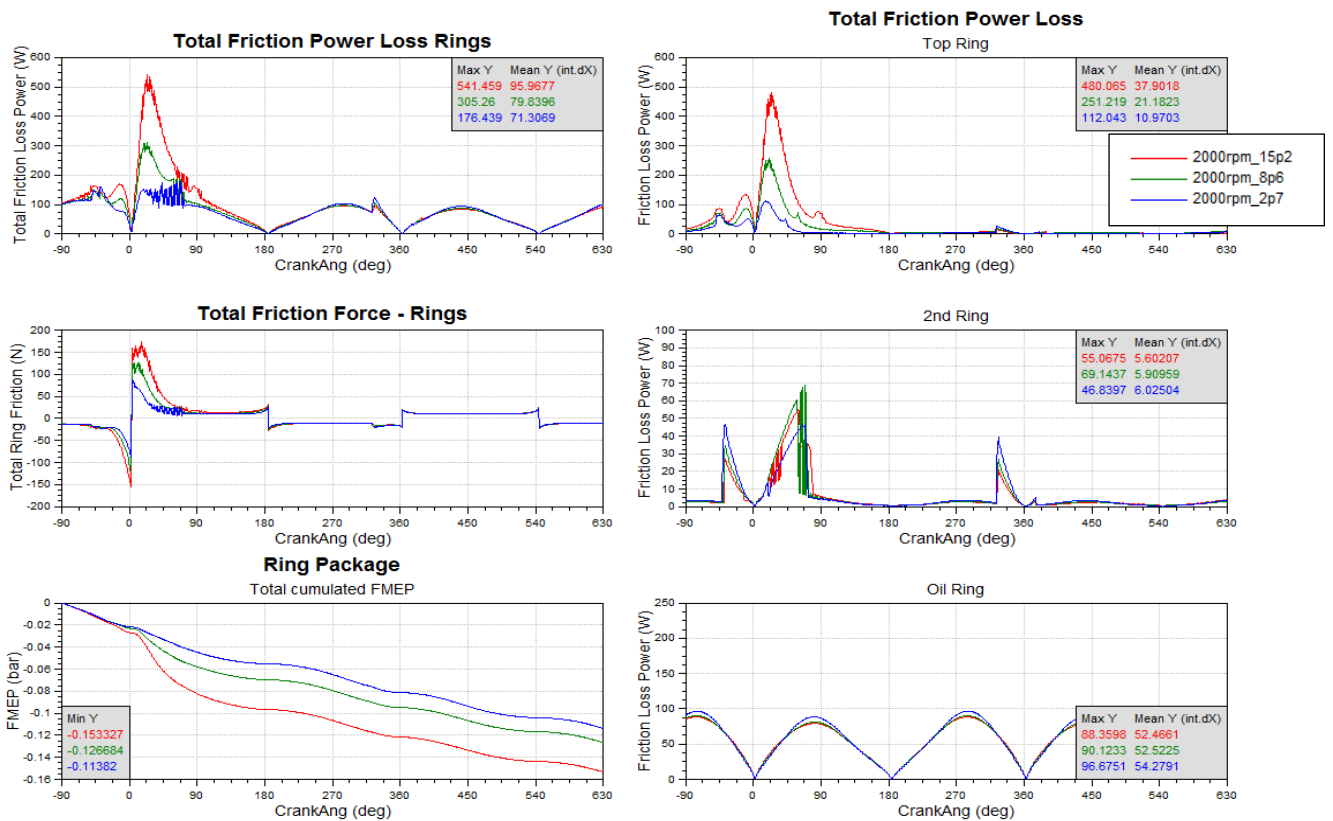 Total Friction Power Loss Rings
Total Friction Loss Power (W)
600
500
400
300
200
100
0
Max Y Mean Y (int.dX)
541.459 95.9677
305.26 79.8396
176.439 71.3069
-90 0 90 180 270 360 450 540 630
CrankAng (deg)
Total Friction Power Loss
Top Ring
Friction Loss Power (W)
600
500
400
300
200
100
0
Max Y Mean Y (int.dX)
480.065 37.9018
251.219 21.1823
112.043 10.9703
2000rpm_15p2
2000rpm_8p6
2000rpm_2p7
-90 0 90 180 270 360 450 540 630
CrankAng (deg)
Total Friction Force - Rings
Total Ring Friction (N)
200
150
100
50
0
-50
-100
-150
-200
-90 0 90 180 270 360 450 540 630
CrankAng (deg)
2nd Ring
Friction Loss Power (W)
100
90
80
70
60
50
40
30
20
10
0
Max Y Mean Y (int.dX)
55.0675 5.60207
69.1437 5.90959
46.8397 6.02504
-90 0 90 180 270 360 450 540 630
CrankAng (deg)
Ring Package
Total cumulated FMEP
FMEP (bar)
0
-0.02
-0.04
-0.06
-0.08
-0.1
-0.12
-0.14
-0.16
Min Y
-0.153327
-0.126684
-0.11382
-90 0 90 180 270 360 450 540 630
CrankAng (deg)
Oil Ring
Friction Loss Power (W)
250
200
150
100
50
0
Max Y Mean Y (int.dX)
88.3598 52.4661
90.1233 52.5225
96.6751 54.2791
-90 0 90 180 270 360 450 540 630
CrankAng (deg)